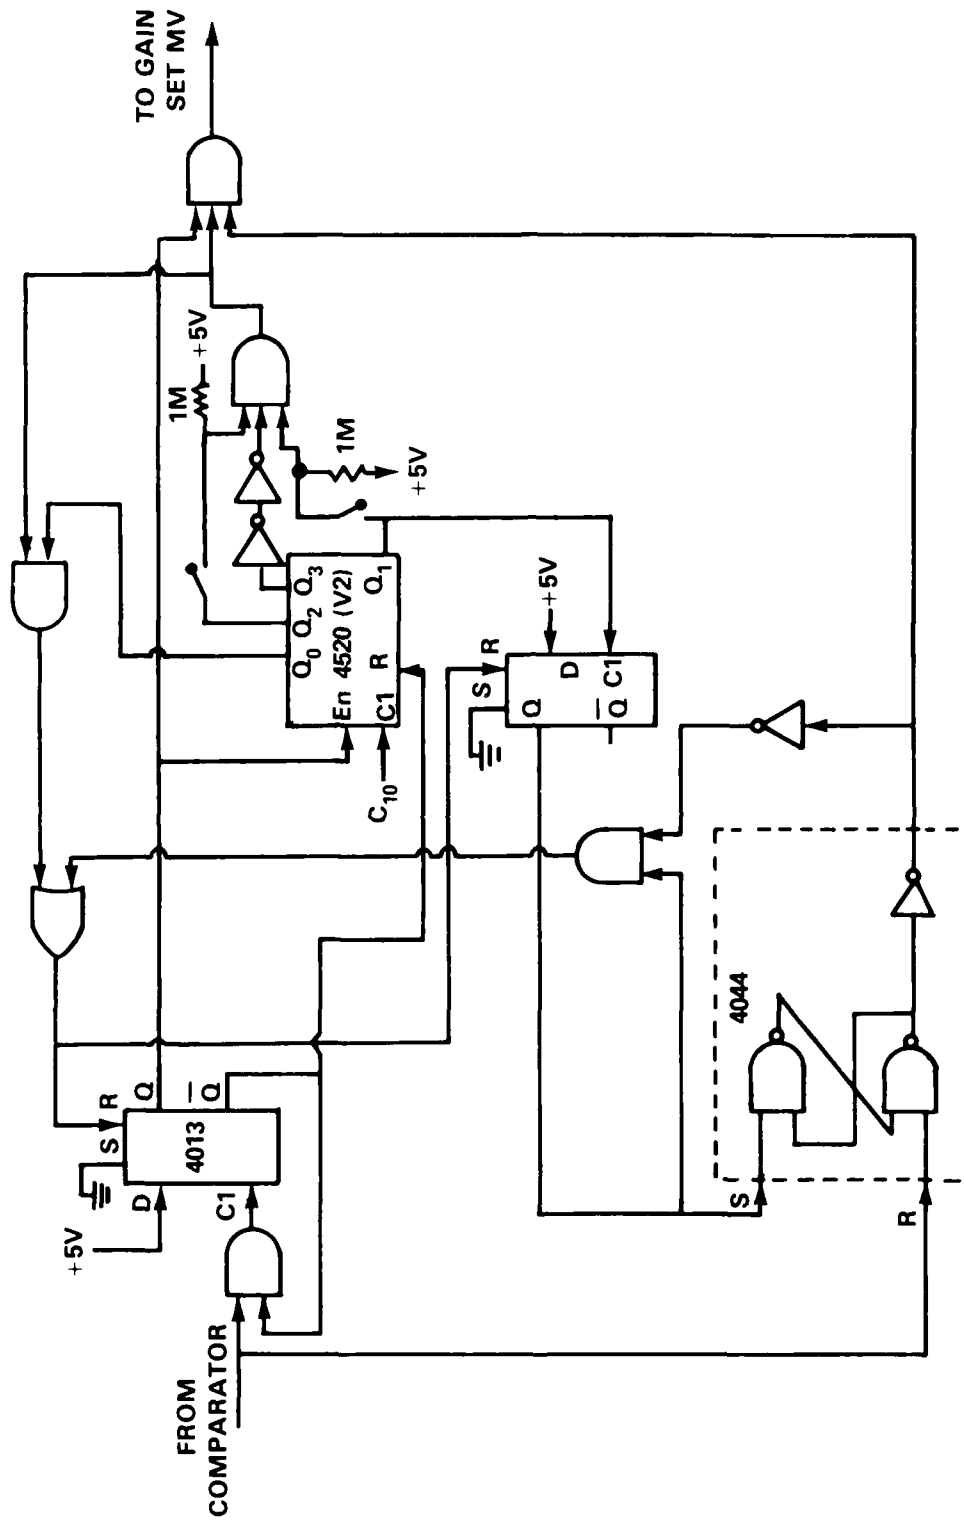 TO GAIN
SET MV
+5V
1M
1M
+5V
Q0 Q2 Q3
En 4520 (V2)
C1 R Q1
C10
S R
+5V
Q D
Q C1
4044
S
R
S R Q
4013
Q
D
+5V
C1
FROM
COMPARATOR